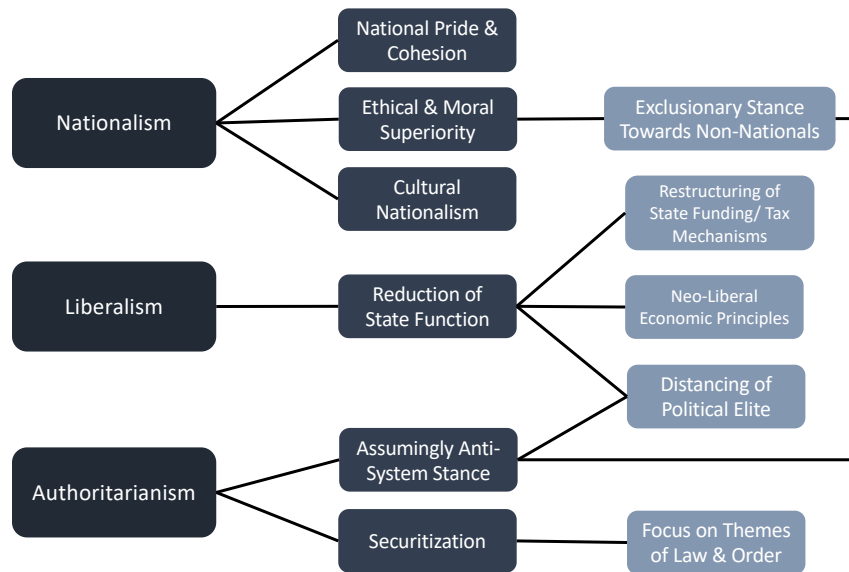 National Pride &
Cohesion
Nationalism
Ethical & Moral
Superiority
Exclusionary Stance
Towards Non-Nationals
Cultural
Nationalism
Restructuring of
State Funding/ Tax
Mechanisms
Liberalism
Reduction of
State Function
Neo-Liberal
Economic Principles
Distancing of
Political Elite
Authoritarianism
Assumingly Anti-
System Stance
Securitization
Focus on Themes
of Law & Order